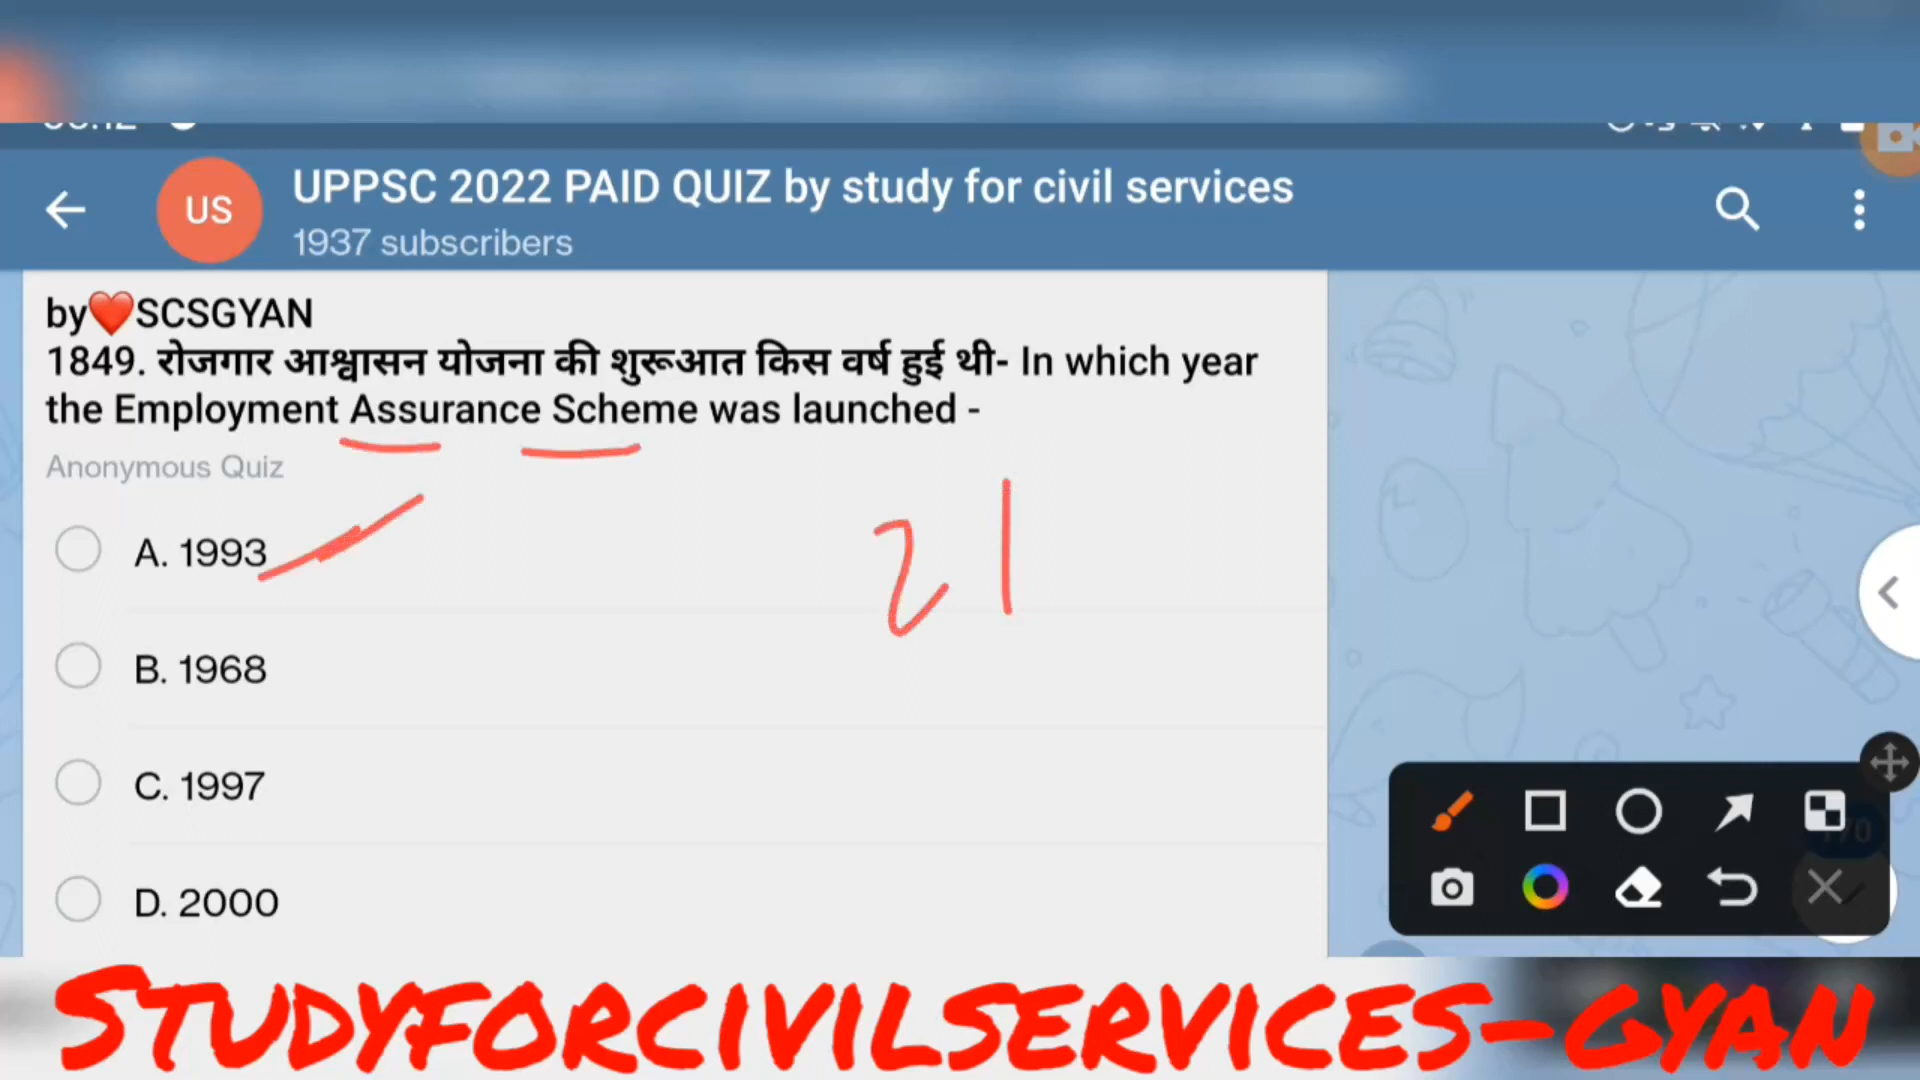 UPPSC 2022 PAID QUIZ by study for civil services
US
1937 subscribers
by❤️SCSGYAN
1849. रोजगार आश्वासन योजना की शुरूआत किस वर्ष हुई थी- In which year
the Employment Assurance Scheme was launched -
Anonymous Quiz
21
A. 1993
B. 1968
C. 1997
D. 2000
STUDYFORCIVILSERVICES-GYAN